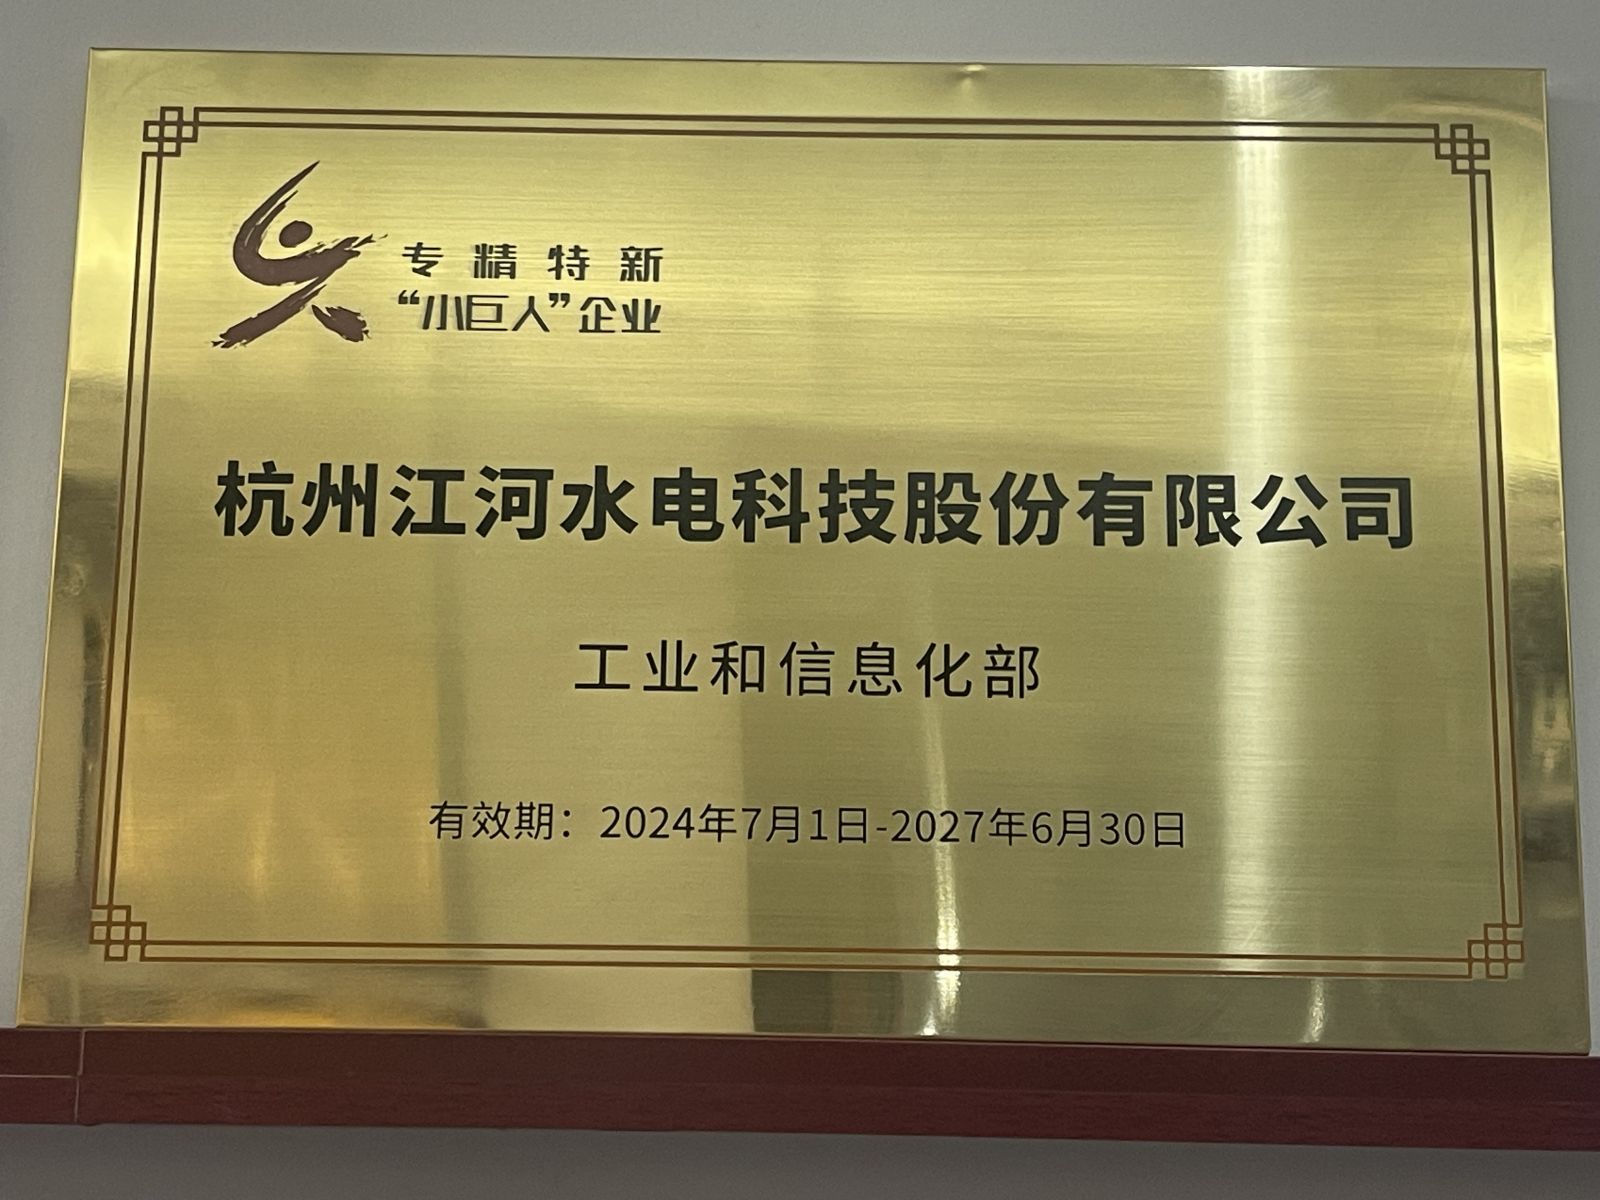 专精特新
“小巨人”企业
杭州江河水电科技股份有限公司
工业和信息化部
有效期：2024年7月1日-2027年6月30日